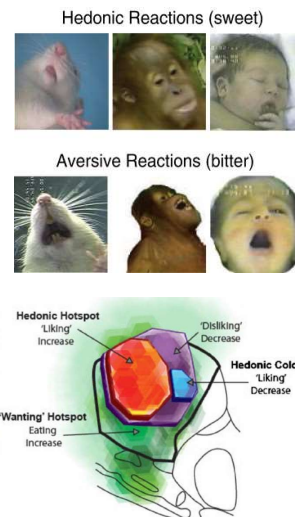 Hedonic Reactions (sweet)
Aversive Reactions (bitter)
Hedonic Hotspot
'Liking'
Increase
'Disliking'
Decrease
Hedonic Cold
'Liking'
Decrease
'Wanting' Hotspot
Eating
Increase